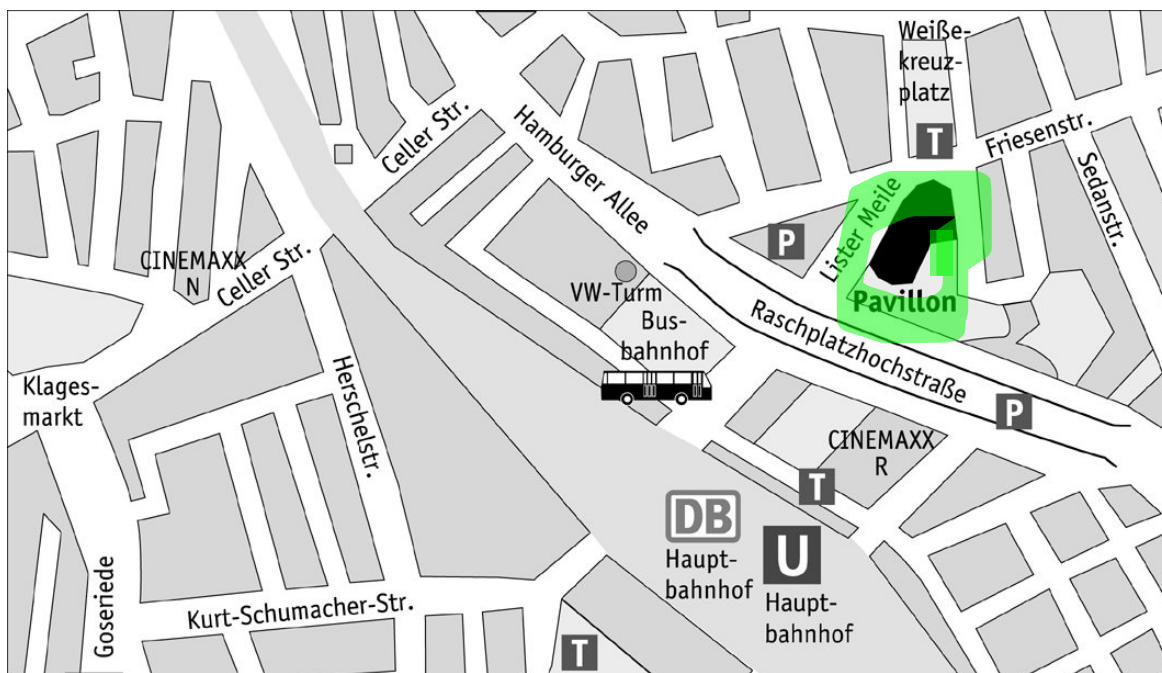 Weiße-
kreuz-
platz
T
Friesenstr.
Sedanstr.
Celler Str.
Hamburger Allee
Lister Meile
P
Pavillon
CINEMAXX
N
Celler Str.
VW-Turm
Bus-
bahnhof
Raschplatzhochstraße
P
Klages-
markt
Herschelstr.
CINEMAXX
R
T
DB
Haupt-
bahnhof
U
Haupt-
bahnhof
Goseriede
Kurt-Schumacher-Str.
T